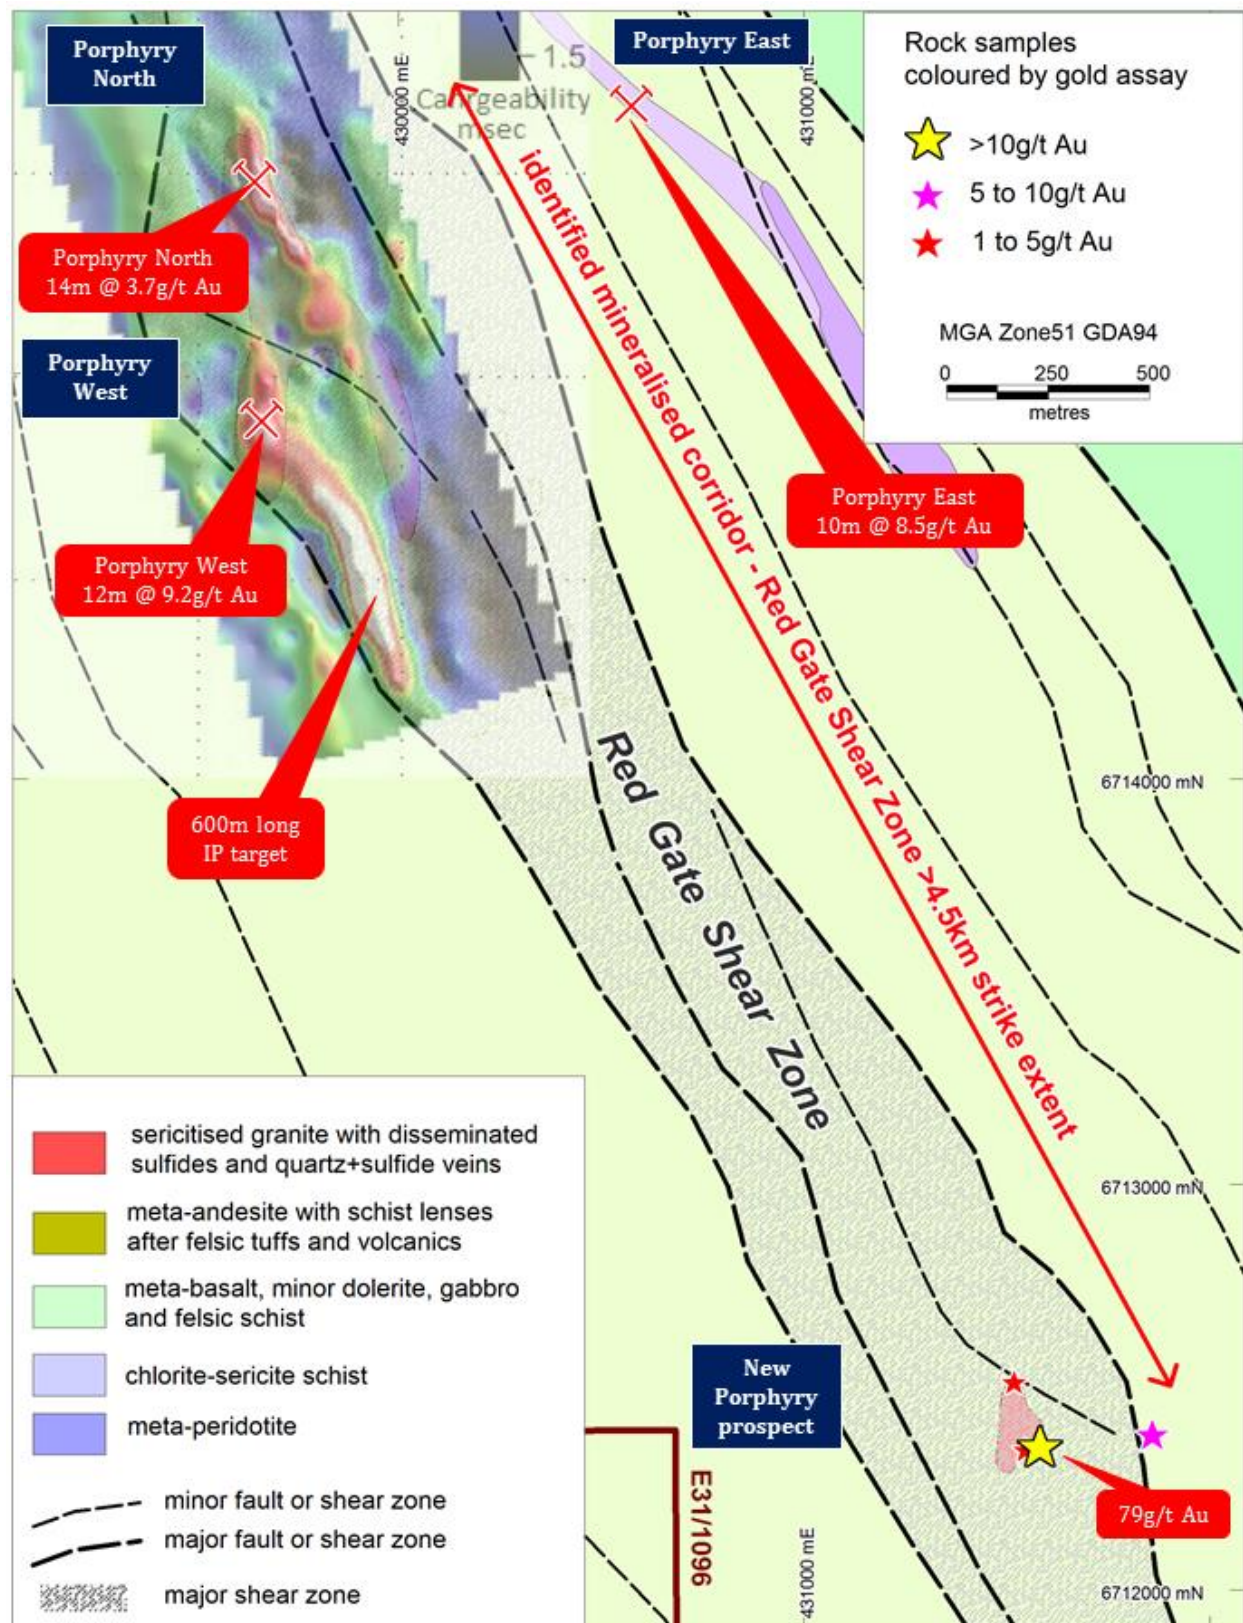 Porphyry
North
1.5
Canrgeability
msec
430000 mE
Porphyry East
431000 mE
Rock samples
coloured by gold assay
>10g/t Au
5 to 10g/t Au
1 to 5g/t Au
MGA Zone51 GDA94
0 250 500
metres
Porphyry North
14m @ 3.7g/t Au
Porphyry
West
Porphyry East
10m @ 8.5g/t Au
Porphyry West
12m @ 9.2g/t Au
identified mineralised corridor - Red Gate Shear Zone >4.5km strike extent
600m long
IP target
Red Gate Shear Zone
6714000 mN
6713000 mN
sericitised granite with disseminated
sulfides and quartz+sulfide veins
meta-andesite with schist lenses
after felsic tuffs and volcanics
meta-basalt, minor dolerite, gabbro
and felsic schist
chlorite-sericite schist
meta-peridotite
minor fault or shear zone
major fault or shear zone
major shear zone
New
Porphyry
prospect
E31/1096
79g/t Au
431000 mE
6712000 mN